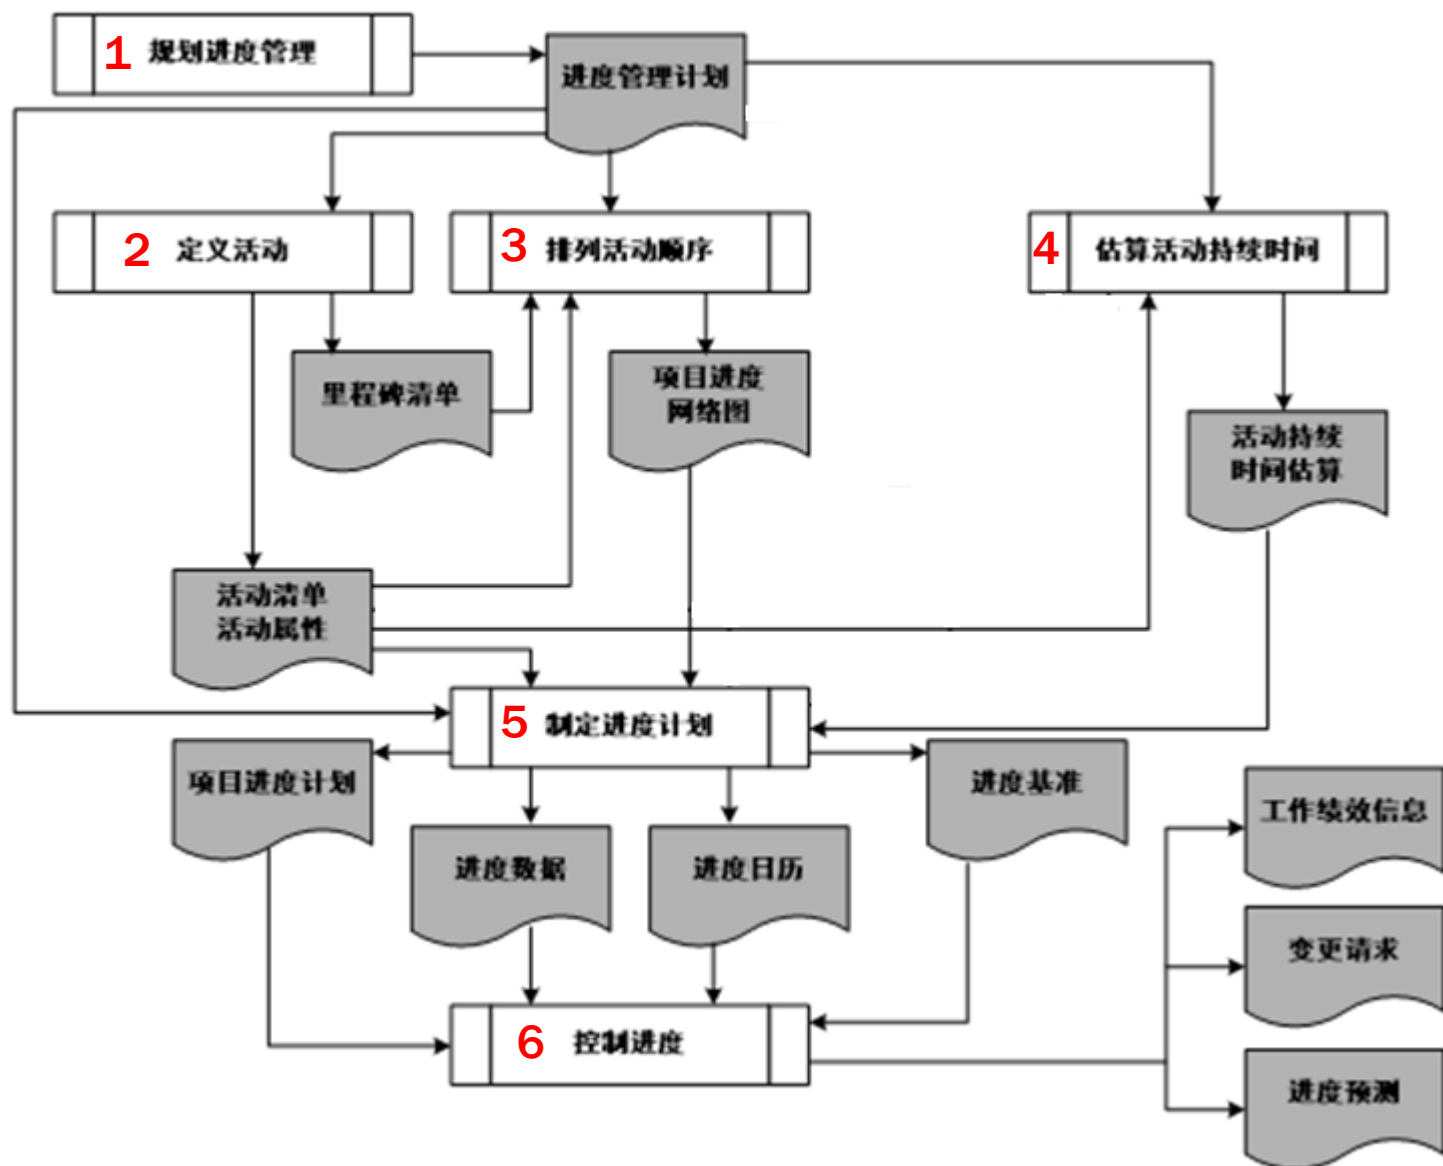 1 规划进度管理
进度管理计划
2 定义活动
3 排列活动顺序
4 估算活动持续时间
里程碑清单
项目进度
网络图
活动持续
时间估算
活动清单
活动属性
5 制定进度计划
项目进度计划
进度数据
进度日历
进度基准
工作绩效信息
变更请求
6 控制进度
进度预测